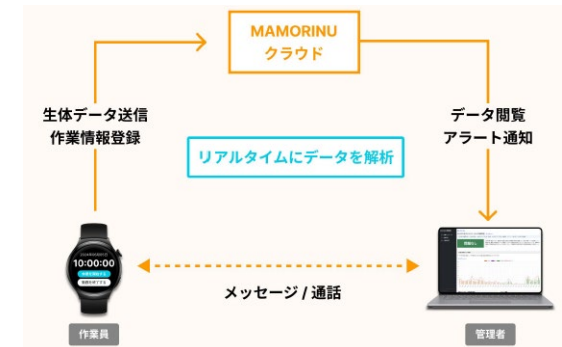 MAMORINU
クラウド
生体データ送信
作業情報登録
データ閲覧
アラート通知
リアルタイムにデータを解析
10:00:00
メッセージ / 通話
作業員
管理者